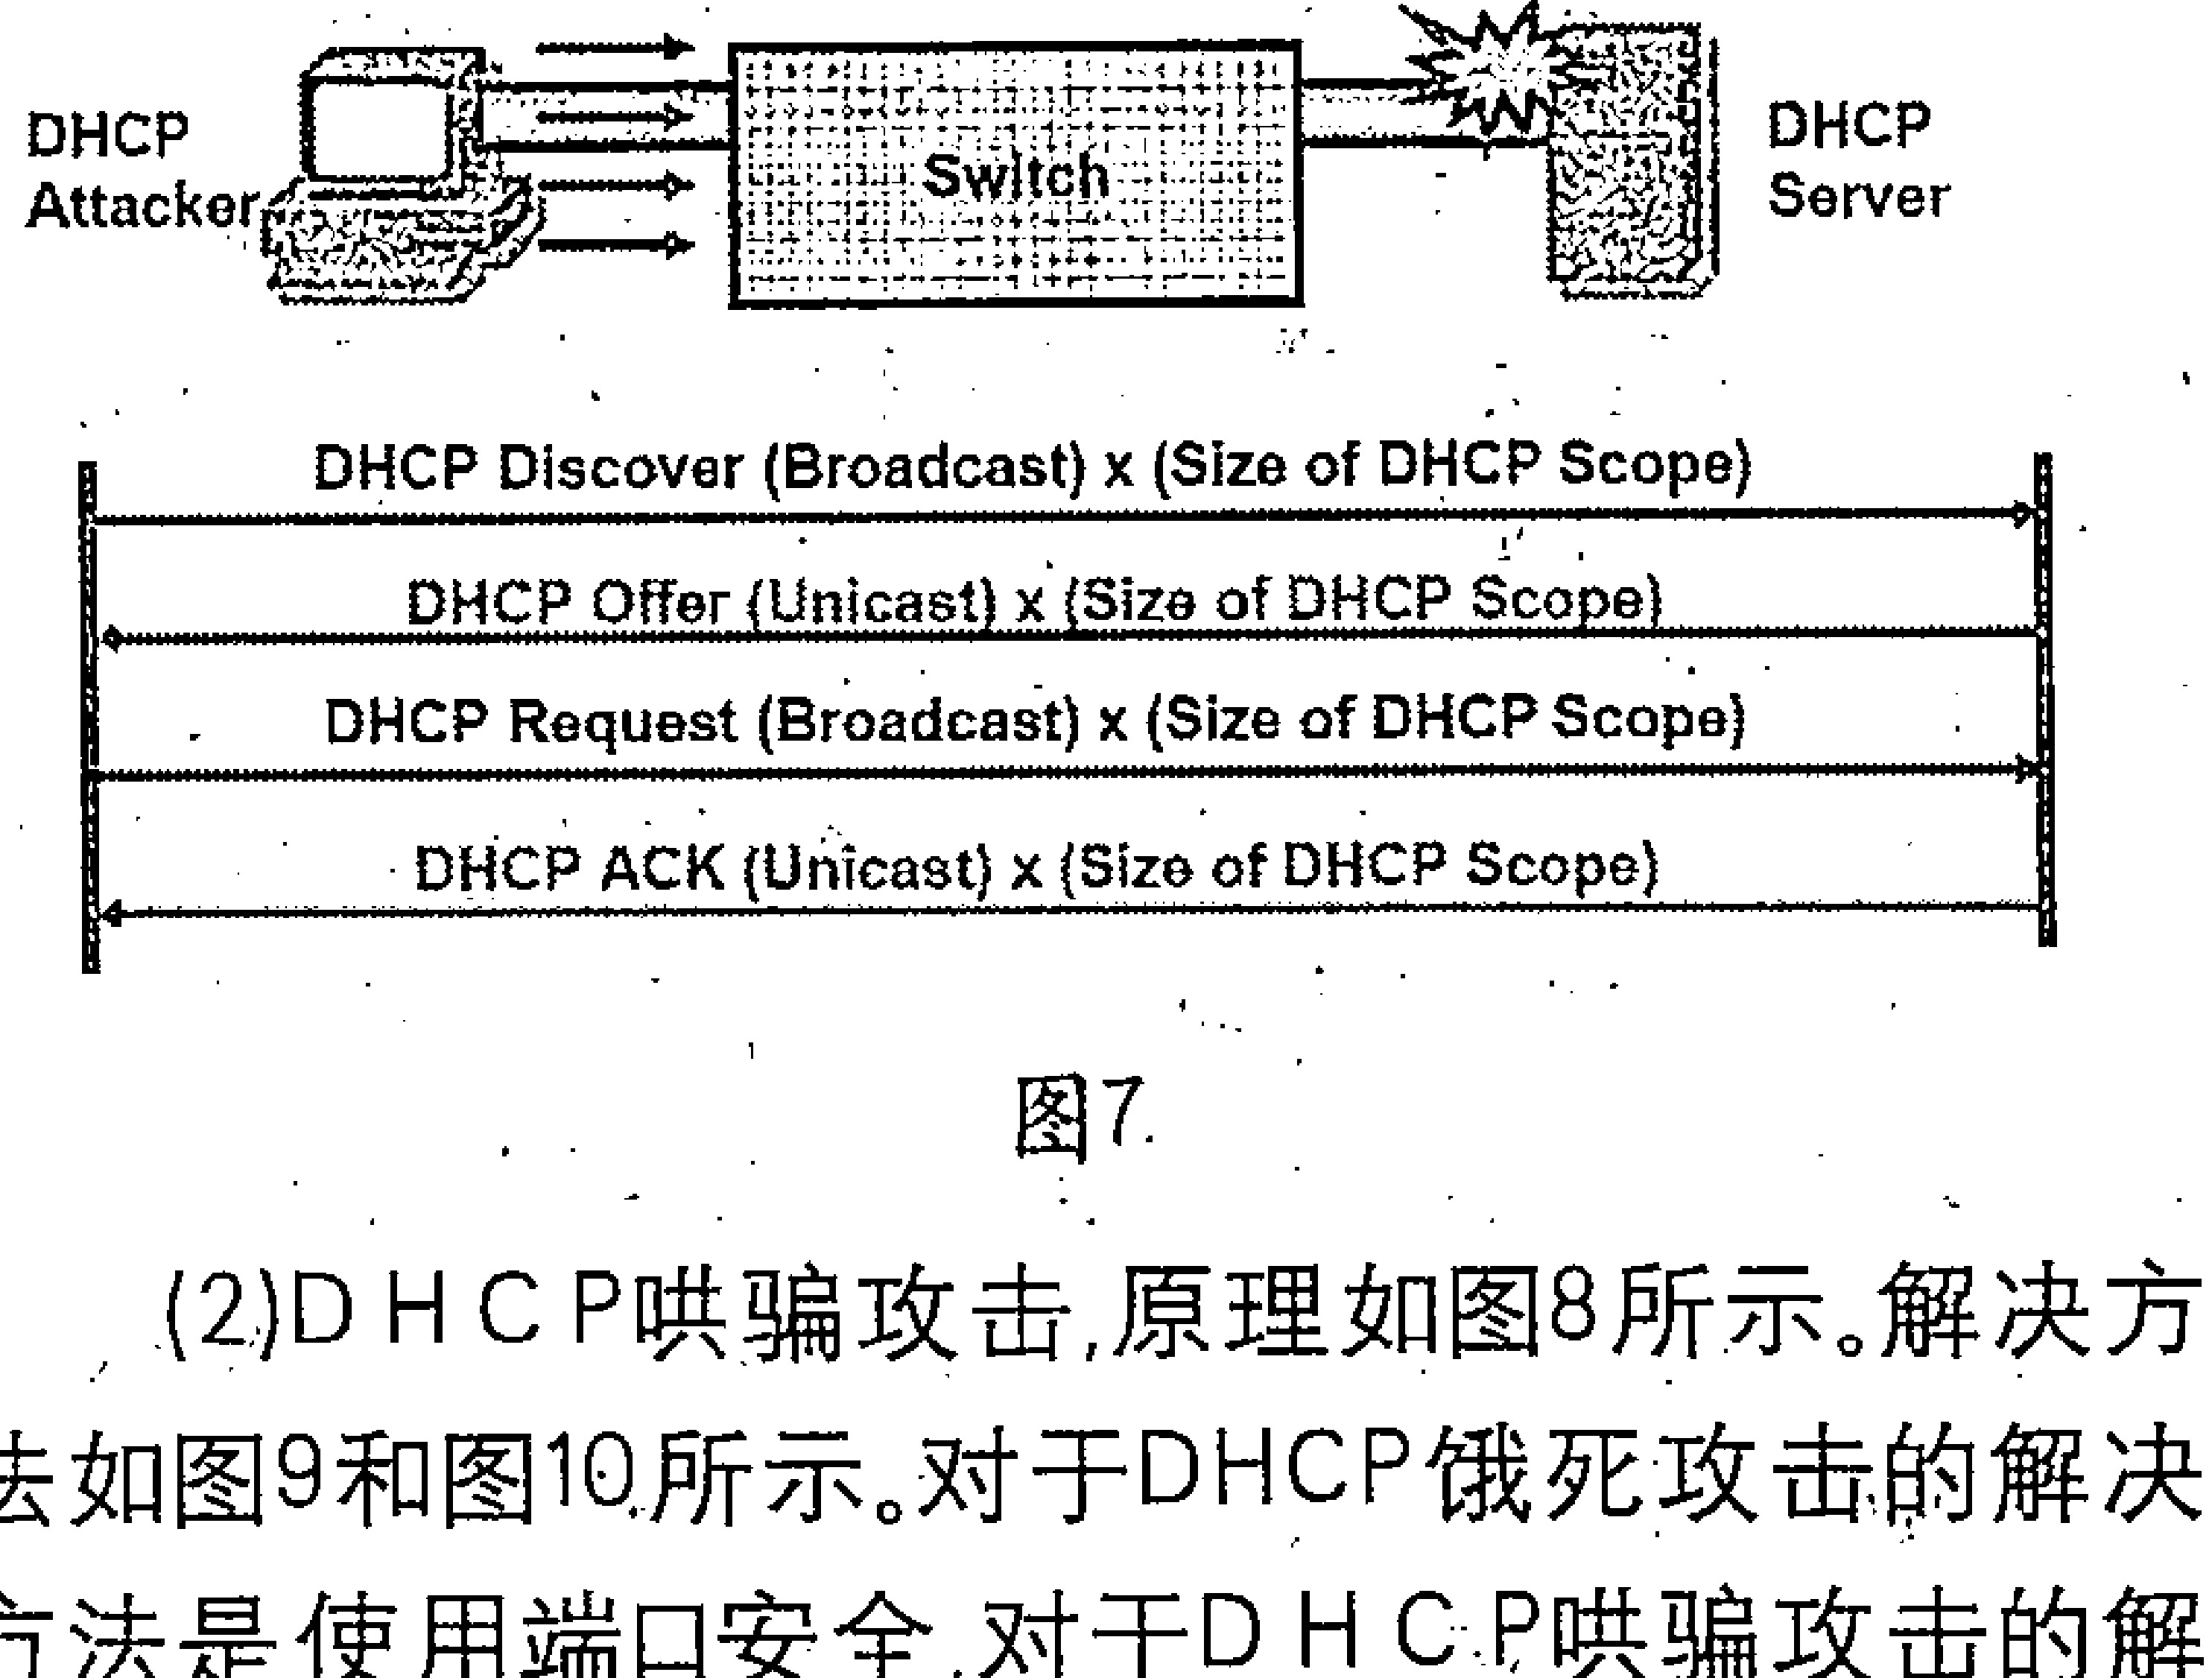 DHCP
Attacker
Switch
DHCP
Server
DHCP Discover (Broadcast) x (Size of DHCP Scope)
DHCP Offer (Unicast) x (Size of DHCP Scope)
DHCP Request (Broadcast) x (Size of DHCP Scope)
DHCP ACK (Unicast) x (Size of DHCP Scope)
图7
(2)DHCP哄骗攻击,原理如图8所示。解决方
法如图9和图10所示。对于DHCP饿死攻击的解决
方法是使用端口安全,对于DHCP哄骗攻击的解